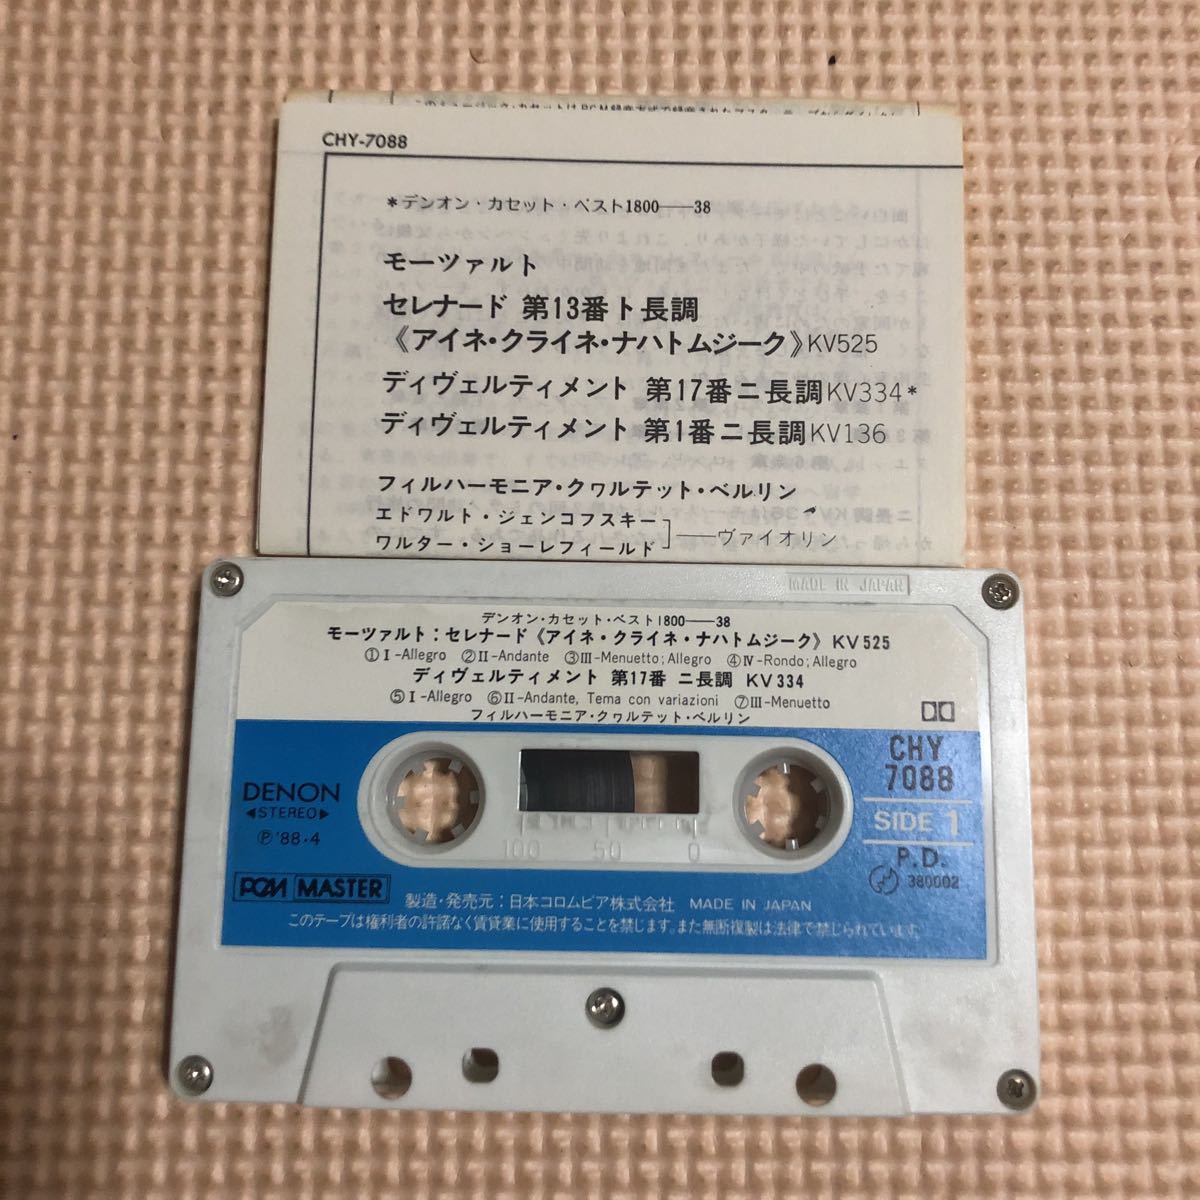 CHY-7088
*デンオン・カセット・ベスト1800──38
モーツァルト
セレナード 第13番ト長調
《アイネ・クライネ・ナハトムジーク》KV525
ディヴェルティメント 第17番ニ長調KV334*
ディヴェルティメント 第1番ニ長調KV136
フィルハーモニア・クヮルテット・ベルリン
エドワルト・ジェンコフスキー
ワルター・ショーレフィールド
──ヴァイオリン
MADE IN JAPAN
デンオン・カセット・ベスト1800──38
モーツァルト:セレナード《アイネ・クライネ・ナハトムジーク》KV525
①I-Allegro ②II-Andante ③III-Menuetto;Allegro ④IV-Rondo;Allegro
ディヴェルティメント 第17番 ニ長調 KV334
⑤I-Allegro ⑥II-Andante, Tema con variazioni ⑦III-Menuetto
フィルハーモニア・クヮルテット・ベルリン
DENON
◀STEREO▶
Ⓟ'88・4
CHY
7088
SIDE 1
P.D.
380002
100 50 0
PCM MASTER
製造・発売元:日本コロムビア株式会社 MADE IN JAPAN
このテープは権利者の許諾なく賃貸業に使用することを禁じます。また無断複製は法律で禁じられています。